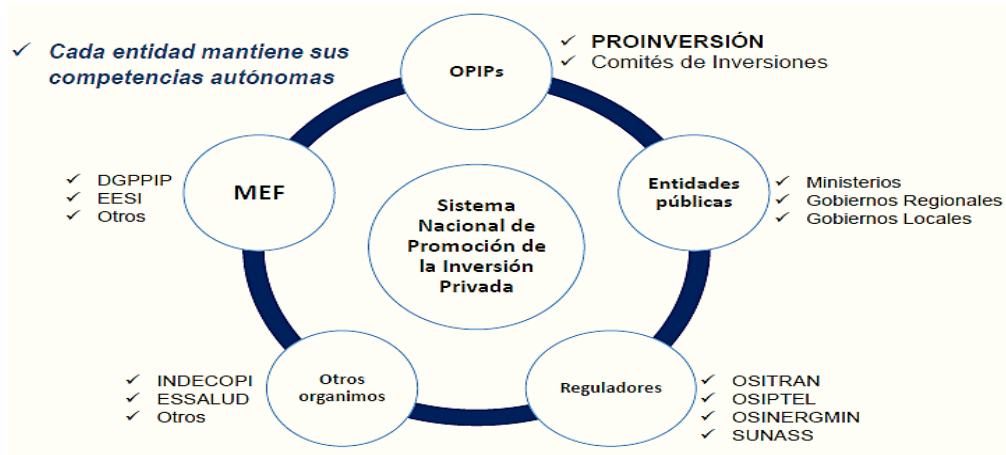 ✓ Cada entidad mantiene sus
competencias autónomas
OPIPs
✓ PROINVERSIÓN
✓ Comités de Inversiones
MEF
✓ DGPPIP
✓ EESI
✓ Otros
Entidades
públicas
✓ Ministerios
✓ Gobiernos Regionales
✓ Gobiernos Locales
Sistema
Nacional de
Promoción de
la Inversión
Privada
Otros
organimos
✓ INDECOPI
✓ ESSALUD
✓ Otros
Reguladores
✓ OSITRAN
✓ OSIPTEL
✓ OSINERGMIN
✓ SUNASS